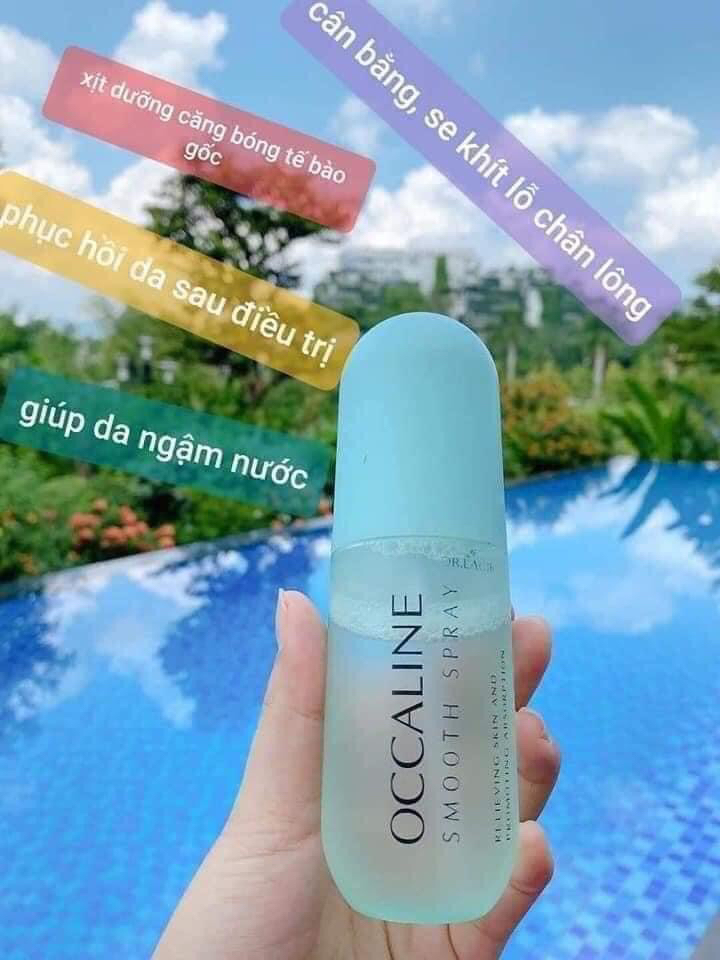 cân bằng, se khít lỗ chân lông
xịt dưỡng căng bóng tế bào
gốc
phục hồi da sau điều trị
giúp da ngậm nước
OCCALINE
SMOOTH SPRAY
RELIEVING SKIN AND
PROMOTING ABSORPTION